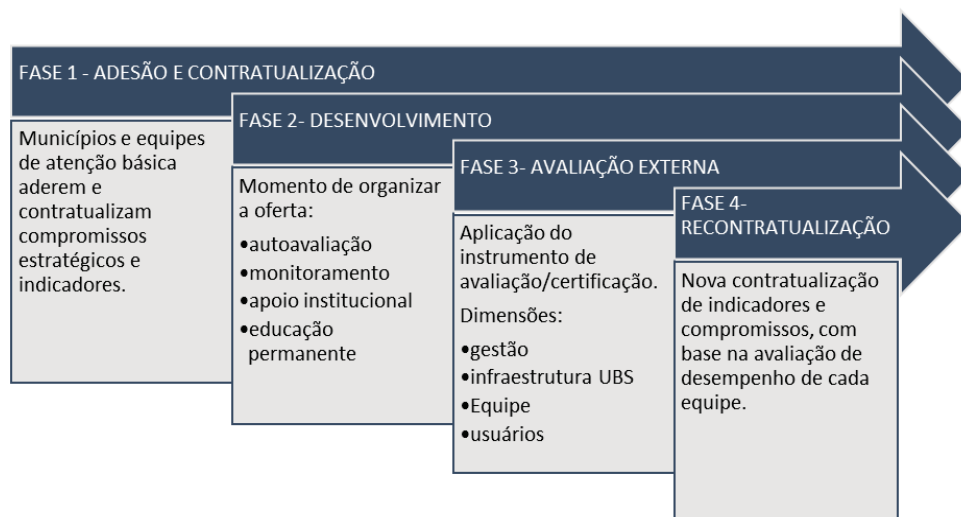 FASE 1 - ADESÃO E CONTRATUALIZAÇÃO
Municípios e equipes
de atenção básica
aderem e
contratualizam
compromissos
estratégicos e
indicadores.
FASE 2- DESENVOLVIMENTO
Momento de organizar
a oferta:
•autoavaliação
•monitoramento
•apoio institucional
•educação
permanente
FASE 3- AVALIAÇÃO EXTERNA
Aplicação do
instrumento de
avaliação/certificação.
Dimensões:
•gestão
•infraestrutura UBS
•Equipe
•usuários
FASE 4-
RECONTRATUALIZAÇÃO
Nova contratualização
de indicadores e
compromissos, com
base na avaliação de
desempenho de cada
equipe.